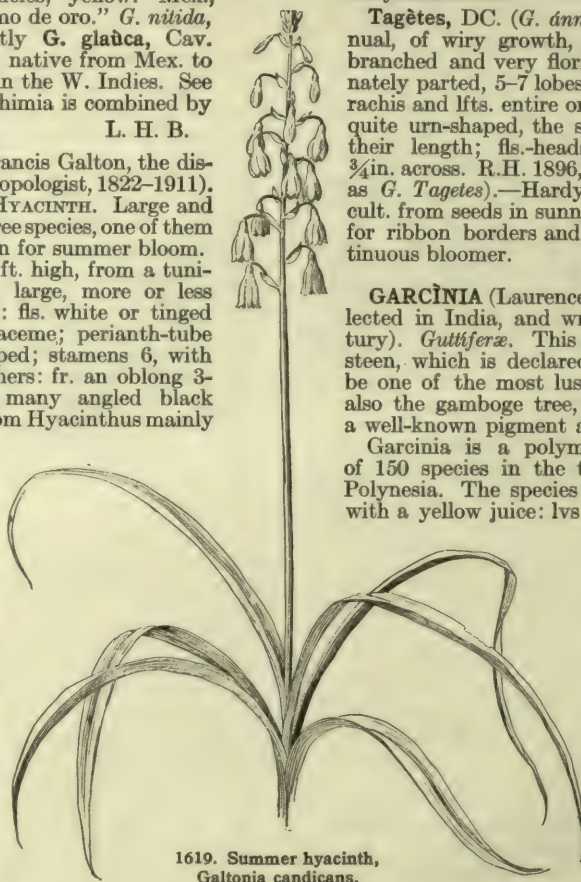 no de oro." G. nitida,
tly G. glaùca, Cav.
native from Mex. to
n the W. Indies. See
himia is combined by
L. H. B.
ancis Galton, the dis-
opologist, 1822–1911).
HYACINTH. Large and
ree species, one of them
n for summer bloom.
ft. high, from a tuni-
large, more or less
: fls. white or tinged
aceme; perianth-tube
ped; stamens 6, with
hers: fr. an oblong 3-
many angled black
om Hyacinthus mainly
Tagètes, DC. (G. ánn
nual, of wiry growth,
branched and very flor
nately parted, 5–7 lobes
rachis and lfts. entire or
quite urn-shaped, the s
their length; fls.-heads
¾in. across. R.H. 1896,
as G. Tagetes).—Hardy
cult. from seeds in sunn
for ribbon borders and
tinuous bloomer.
GARCÌNIA (Laurence
lected in India, and wr
tury). Guttíferæ. This
steen, which is declared
be one of the most lus
also the gamboge tree,
a well-known pigment a
Garcinia is a polym
of 150 species in the t
Polynesia. The species
with a yellow juice: lvs
1619. Summer hyacinth,
Galtonia candicans.